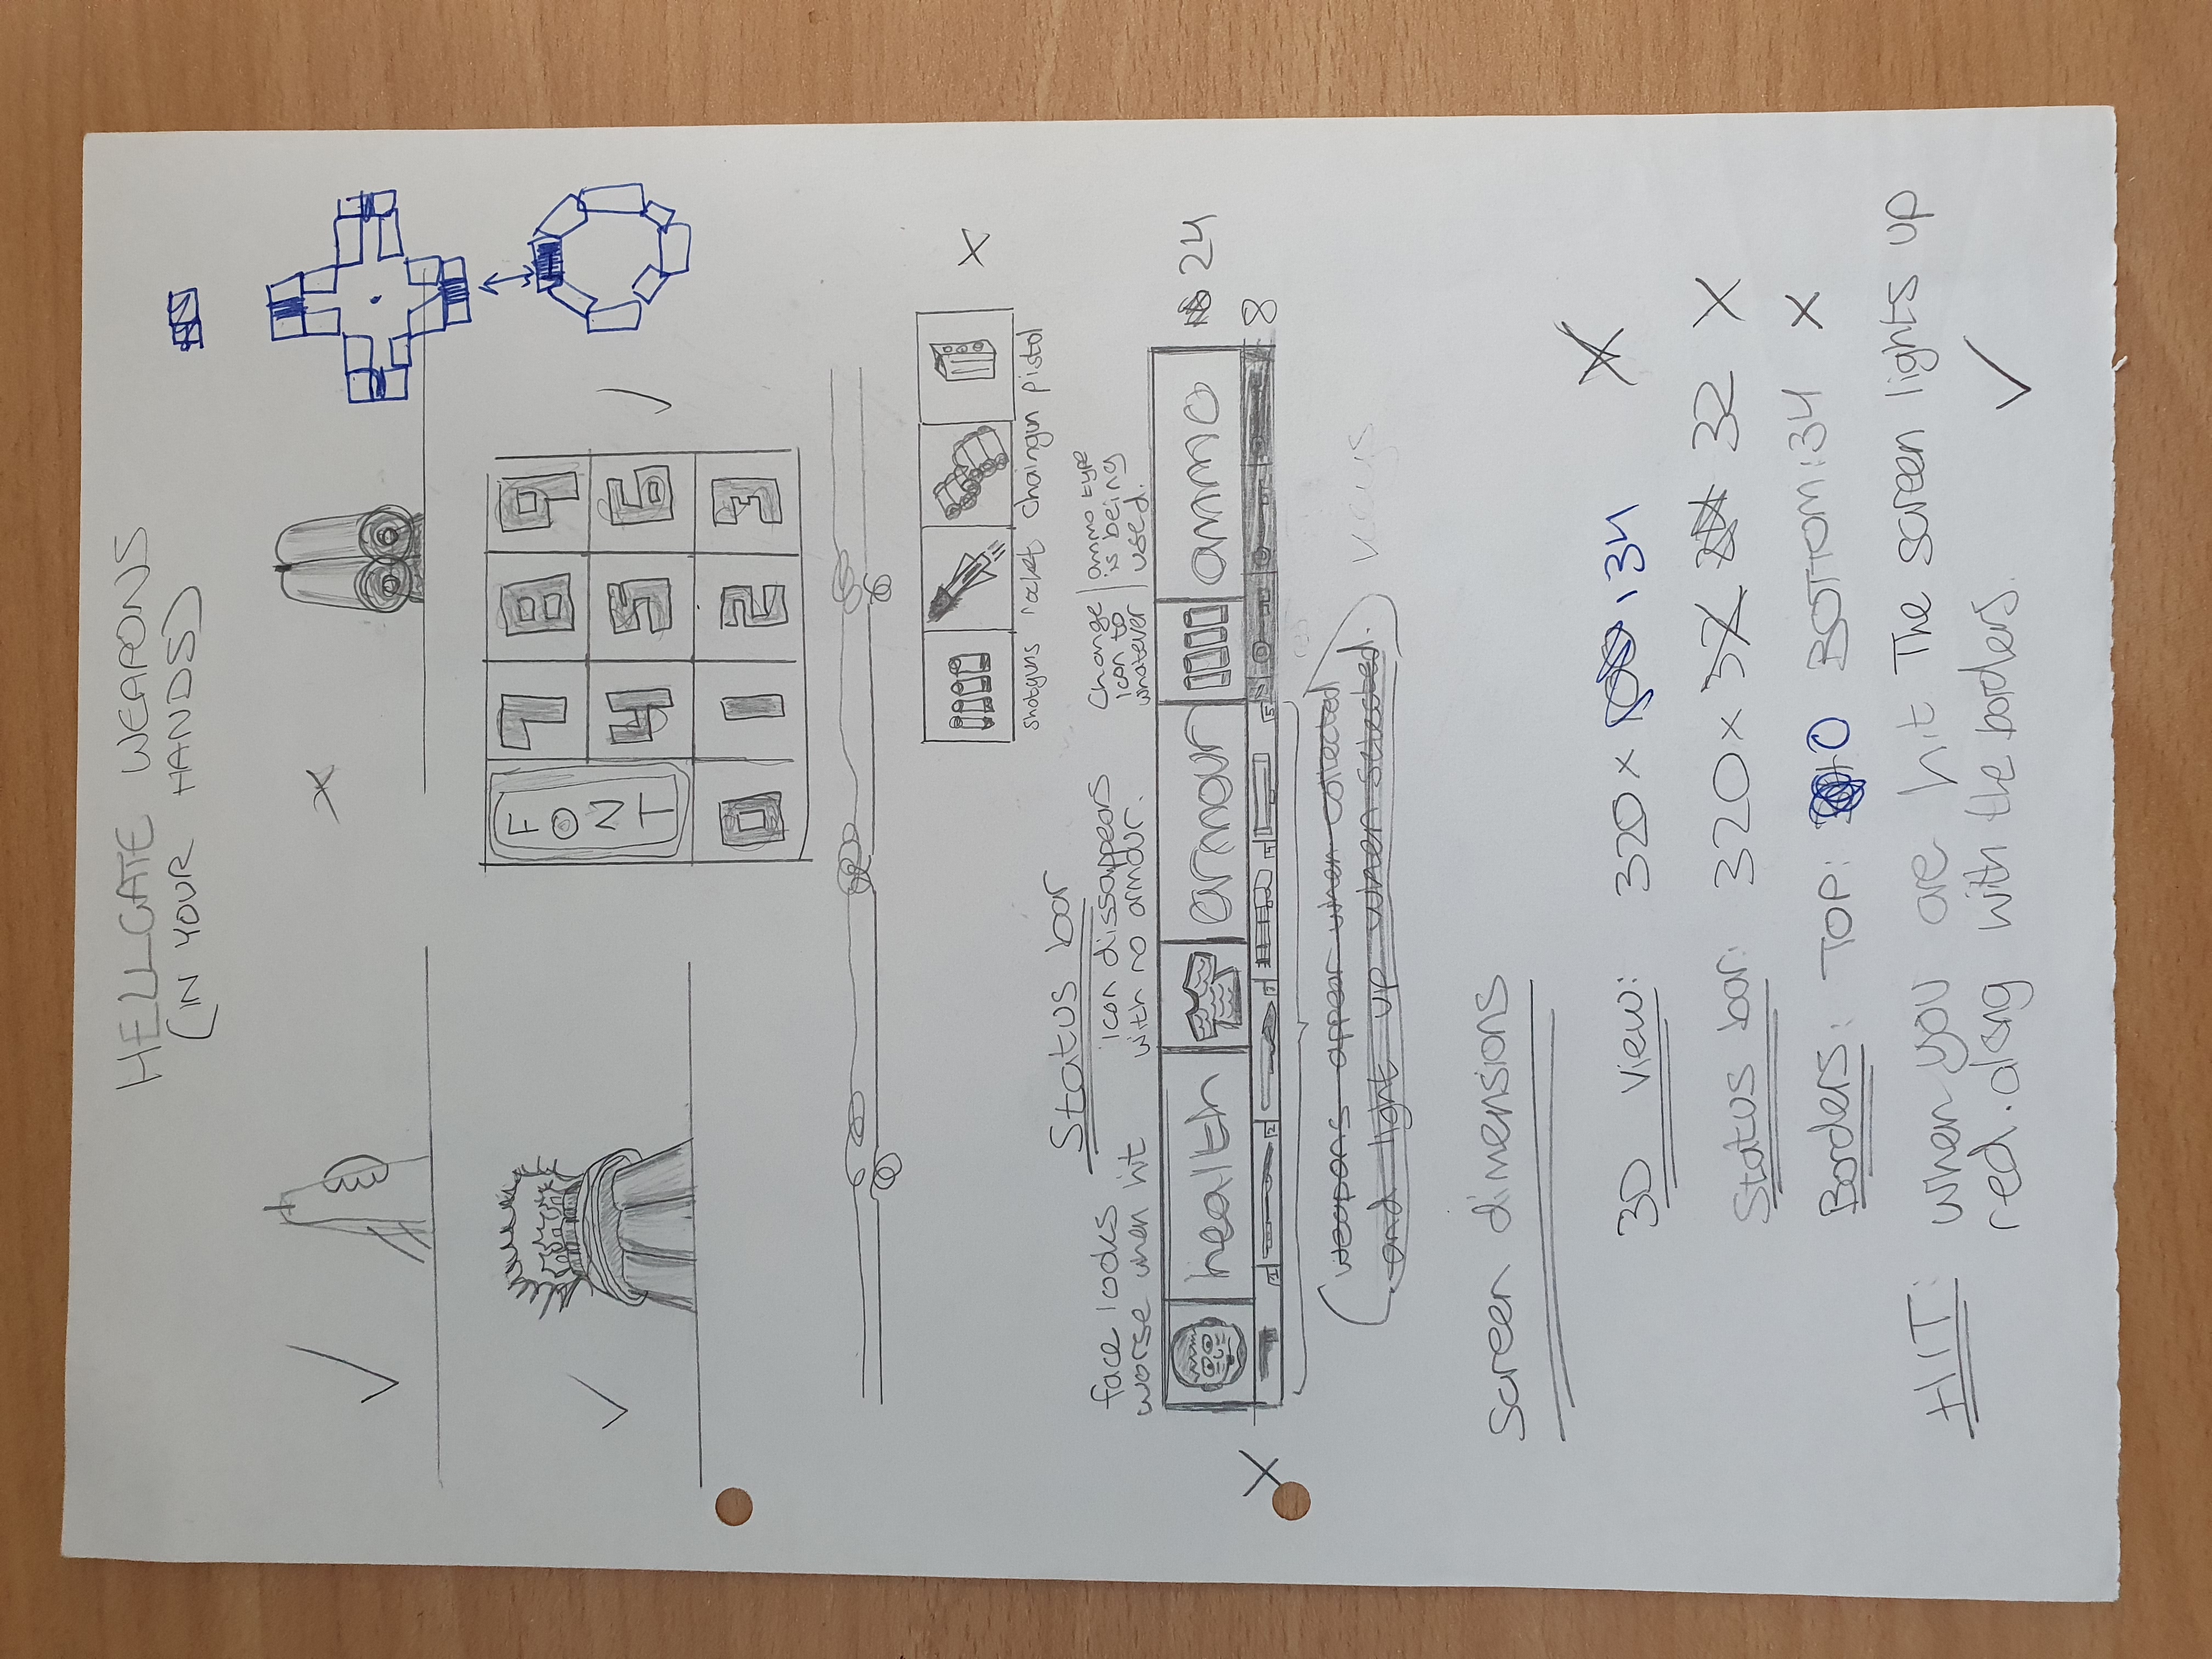 HELLGATE WEAPONS
(IN YOUR HANDS)
FONT
7 8 9
4 5 6
0 1 2 3
shotguns rocket chaingun pistol
Status bar
face looks
worse when hit
icon dissappears
with no armour.
Change
icon to
whatever
ammo type
is being
used.
health armour ammo 24
1 2 3 4 5 8
weapons appear when collected
and light up when selected.
keys
Screen dimensions
3D view: 320 x 134
Status bar: 320 x 32 32
Borders: TOP: 0 BOTTOM: 34
HIT: when you are hit The screen lights up
red. along with the borders.